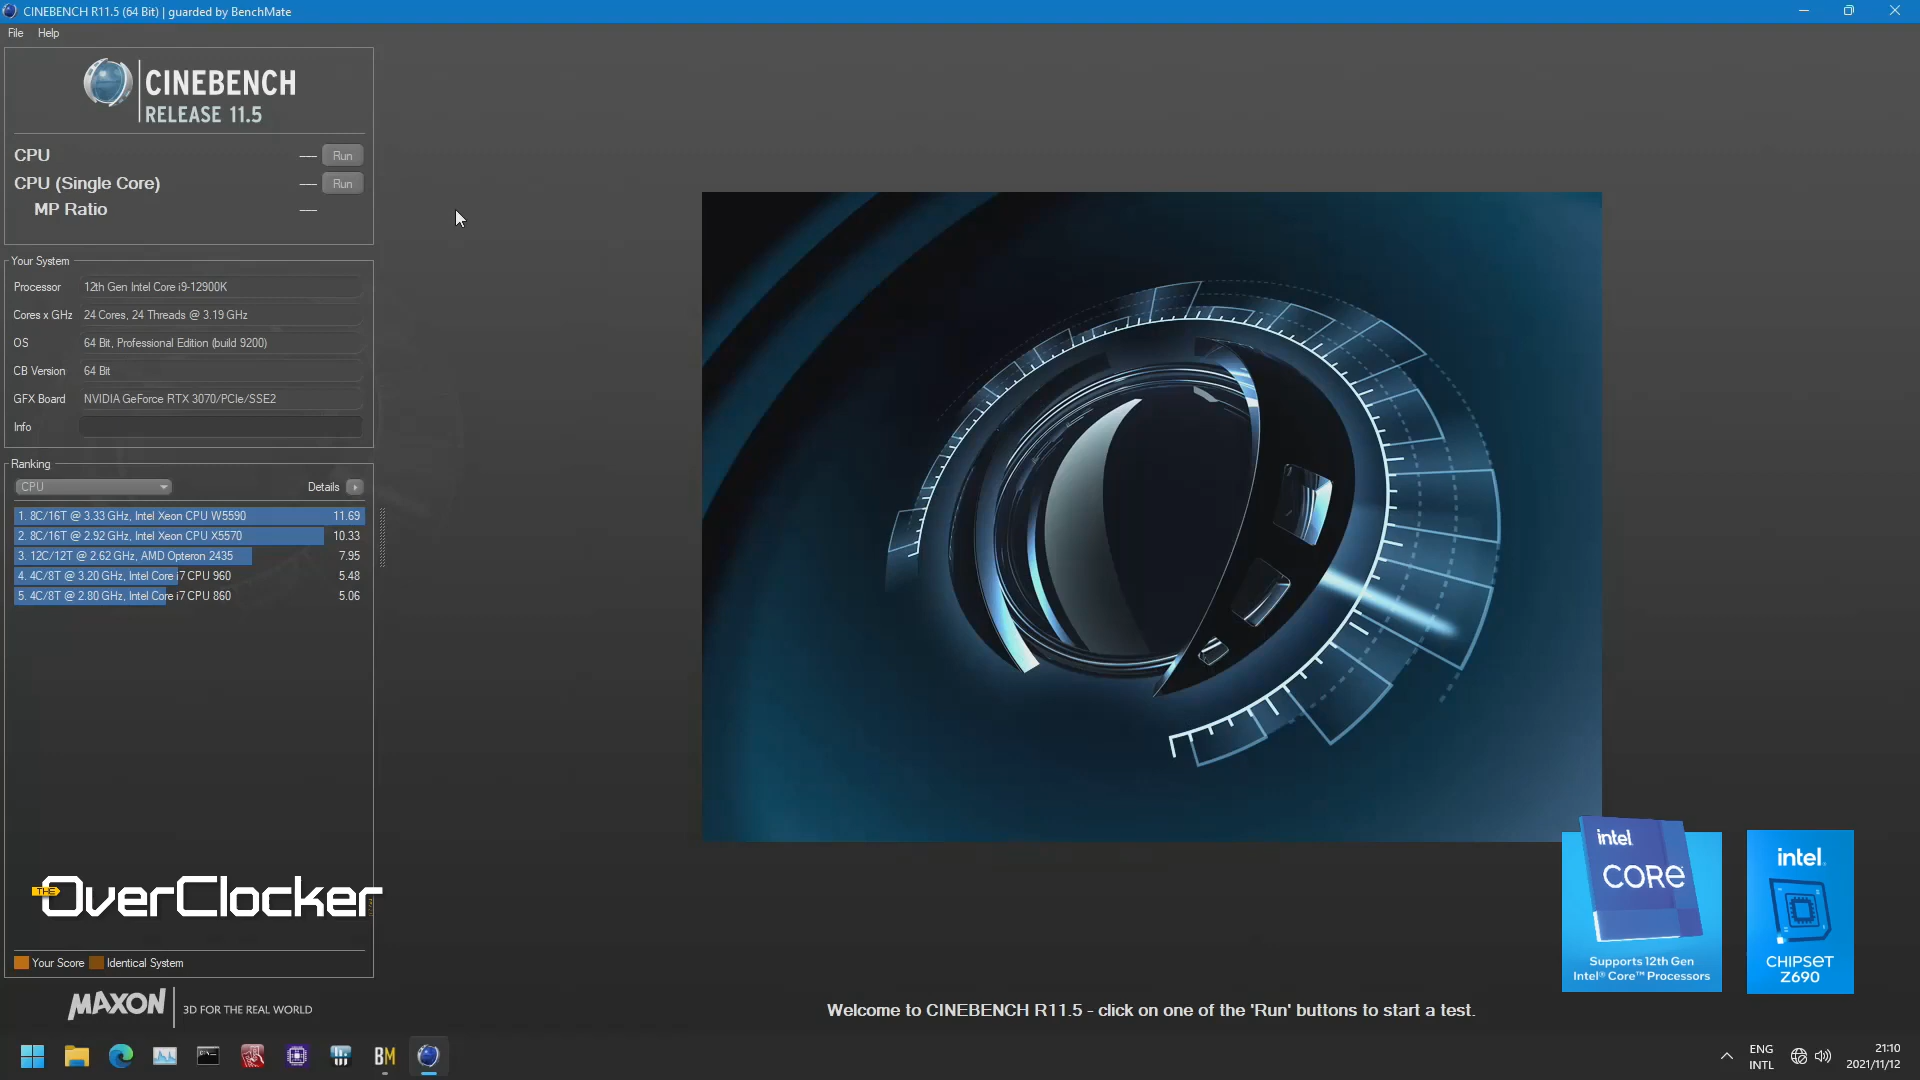 CINEBENCH R11.5 (64 Bit) | guarded by BenchMate
File Help
CINEBENCH
RELEASE 11.5
CPU — Run
CPU (Single Core) — Run
MP Ratio —
Your System
Processor 12th Gen Intel Core i9-12900K
Cores x GHz 24 Cores, 24 Threads @ 3.19 GHz
OS 64 Bit, Professional Edition (build 9200)
CB Version 64 Bit
GFX Board NVIDIA GeForce RTX 3070/PCIe/SSE2
Info
Ranking
CPU Details
1. 8C/16T @ 3.33 GHz, Intel Xeon CPU W5590 11.69
2. 8C/16T @ 2.92 GHz, Intel Xeon CPU X5570 10.33
3. 12C/12T @ 2.62 GHz, AMD Opteron 2435 7.95
4. 4C/8T @ 3.20 GHz, Intel Core i7 CPU 960 5.48
5. 4C/8T @ 2.80 GHz, Intel Core i7 CPU 860 5.06
THE OverClocker
Your Score Identical System
MAXON 3D FOR THE REAL WORLD
intel.
CORE
Supports 12th Gen
Intel® Core™ Processors
intel.
CHIPSET
Z690
Welcome to CINEBENCH R11.5 - click on one of the 'Run' buttons to start a test.
BM
ENG
INTL
21:10
2021/11/12